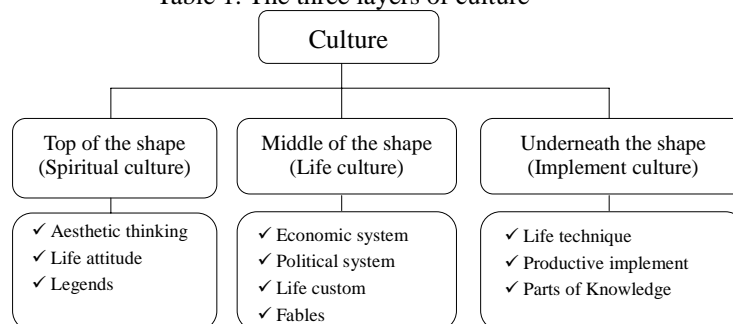 Table 1. The three layers of culture
Culture
Top of the shape
(Spiritual culture)
Middle of the shape
(Life culture)
Underneath the shape
(Implement culture)
✓ Aesthetic thinking
✓ Life attitude
✓ Legends
✓ Economic system
✓ Political system
✓ Life custom
✓ Fables
✓ Life technique
✓ Productive implement
✓ Parts of Knowledge